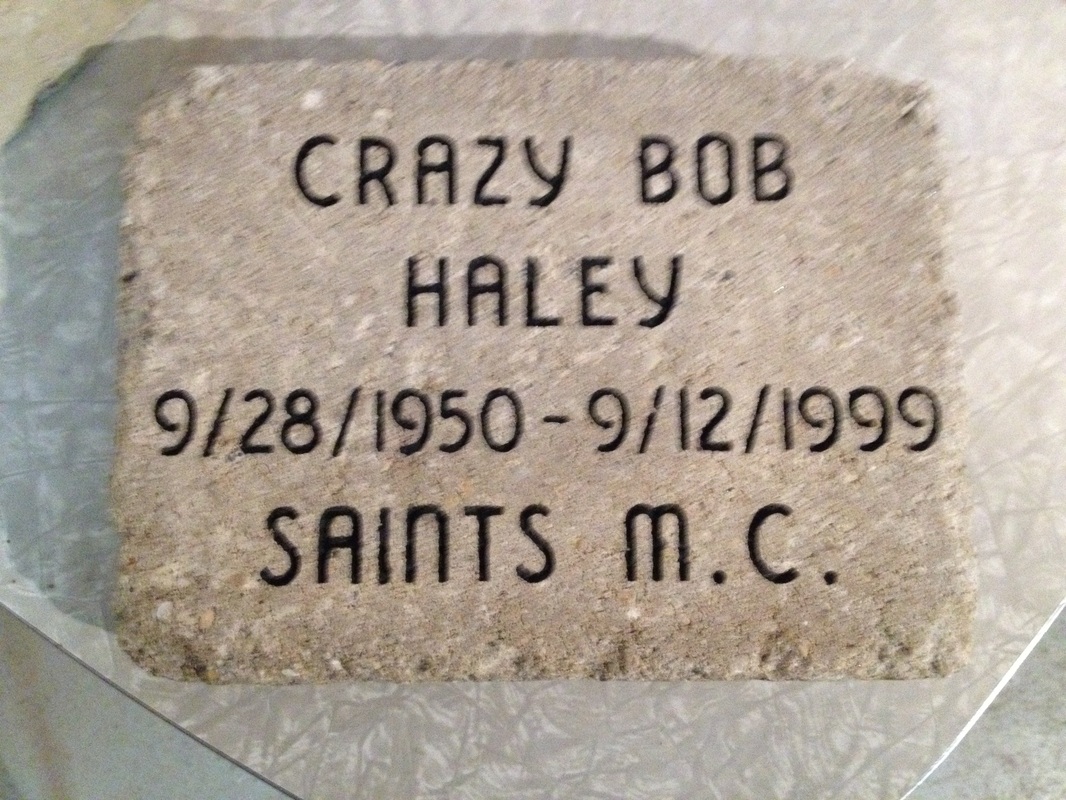 CRAZY BOB
HALEY
9/28/1950-9/12/1999
SAINTS M.C.